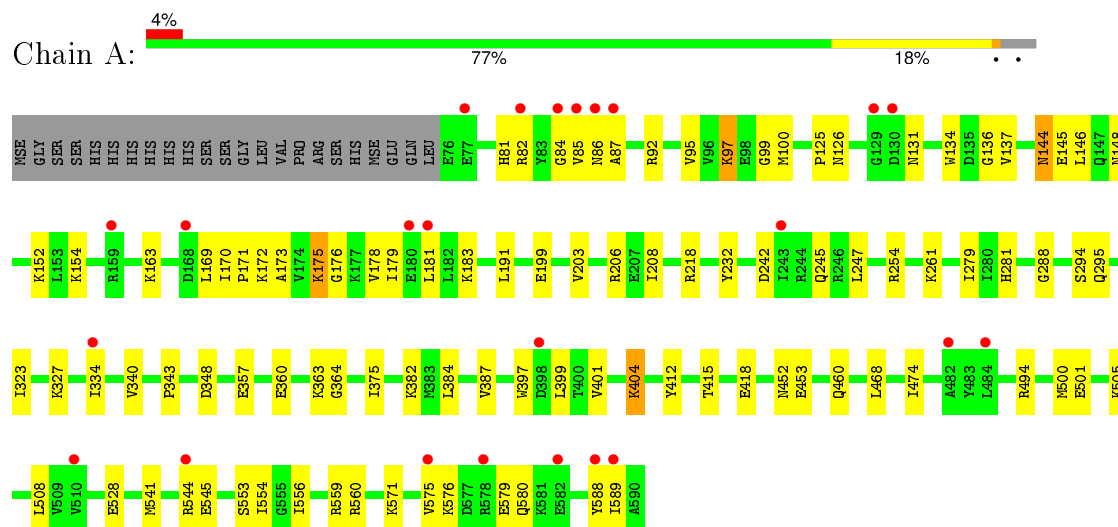 4%
Chain A:
77% 18% • •
MSE GLY SER SER HIS HIS HIS HIS HIS HIS SER SER GLY LEU VAL PRO ARG SER HIS MSE GLU GLN LEU E76 E77 H81 R82 Y83 G84 V85 N86 A87 R92 V95 V96 K97 E98 G99 M100 P125 N126 G129 D130 N131 W134 D135 G136 V137 N144 E145 L146 Q147 N148
K152 L153 K154 R159 K163 D168 L169 I170 P171 K172 A173 V174 K175 G176 K177 V178 I179 E180 L181 L182 K183 L191 E199 V203 R206 E207 I208 R218 Y232 D242 I243 R244 Q245 R246 L247 R254 K261 I279 I280 H281 G288 S294 Q295
I323 K327 I334 V340 P343 D348 E357 E360 K363 G364 I375 K382 M383 L384 V387 W397 D398 L399 T400 V401 K404 Y412 T415 E418 N452 E453 Q460 L468 I474 A482 Y483 L484 R494 M500 E501 K505
L508 V509 V510 E528 M541 R544 E545 S553 I554 G555 I556 R559 R560 K571 V575 K576 D577 R578 E579 Q580 K581 E582 Y588 I589 A590